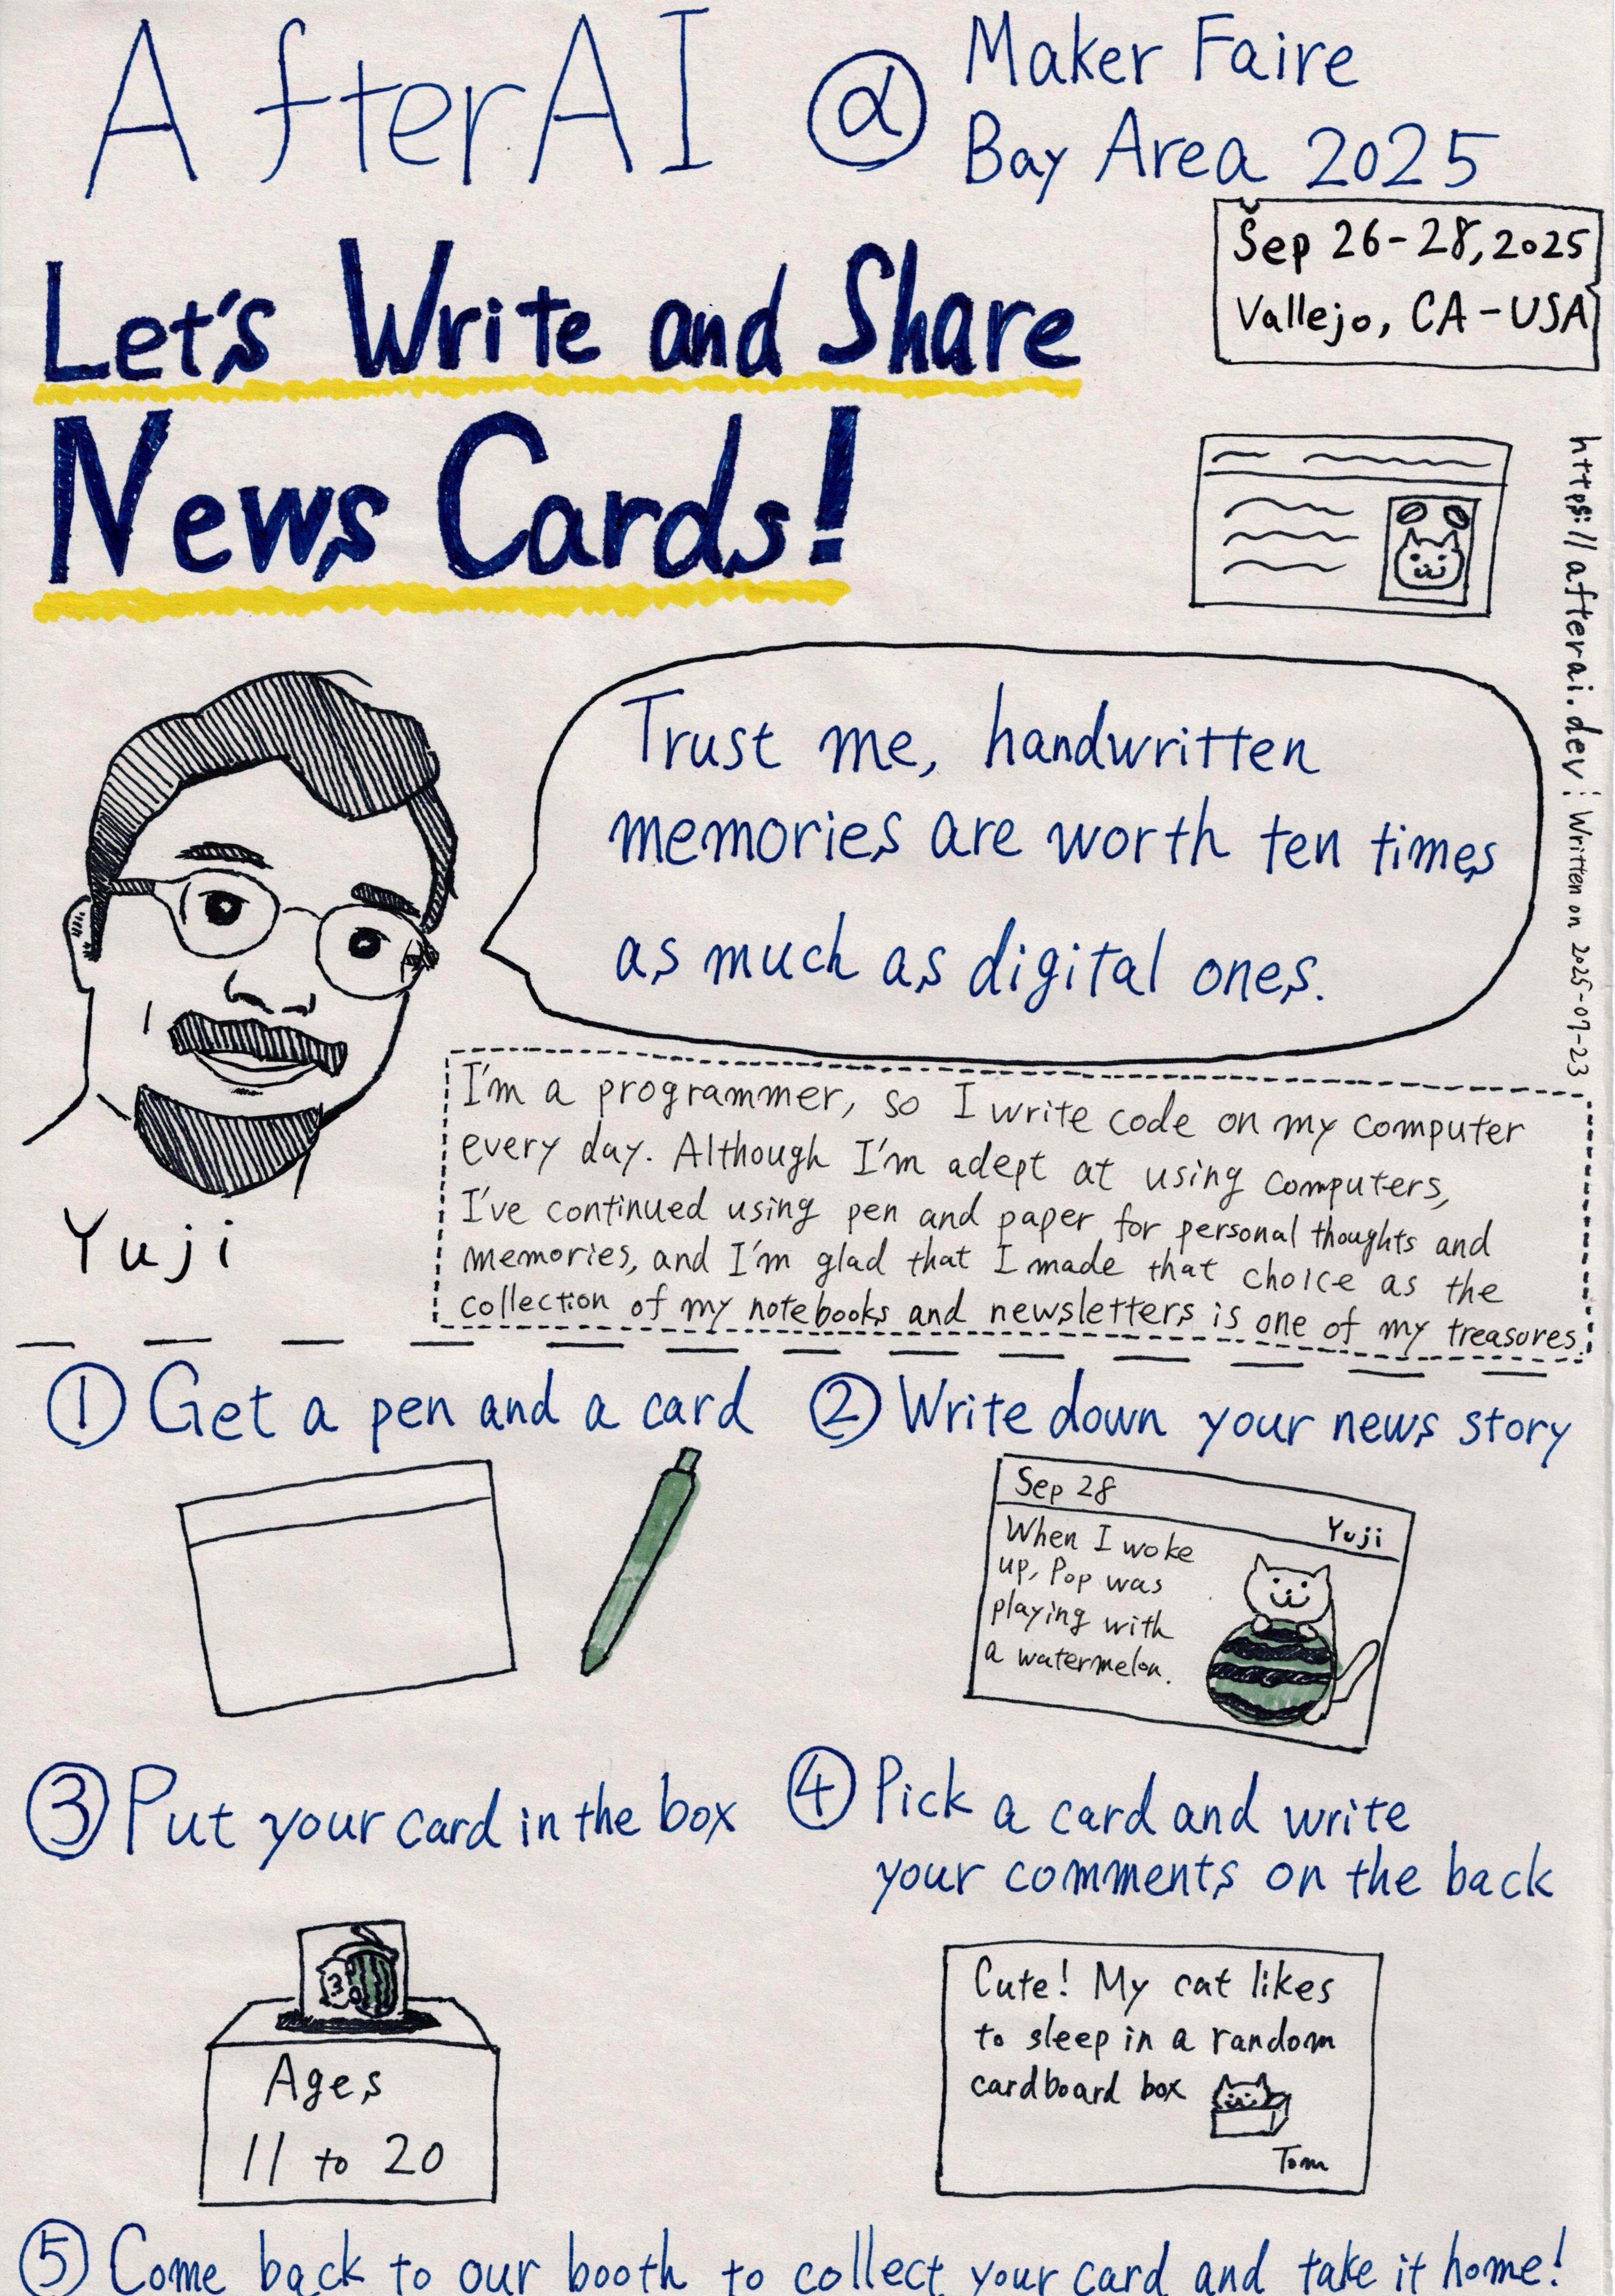 AfterAI @ Maker Faire
Bay Area 2025
Sep 26-28, 2025
Vallejo, CA-USA
Let's Write and Share
News Cards!
https://afterai.dev | Written on 2025-07-23
Trust me, handwritten
memories are worth ten times
as much as digital ones.
I'm a programmer, so I write code on my computer
every day. Although I'm adept at using computers,
I've continued using pen and paper for personal thoughts and
memories, and I'm glad that I made that choice as the
collection of my notebooks and newsletters is one of my treasures.
Yuji
① Get a pen and a card
② Write down your news story
Sep 28
Yuji
When I woke
up, Pop was
playing with
a watermelon.
③ Put your card in the box
④ Pick a card and write
your comments on the back
Ages
11 to 20
Cute! My cat likes
to sleep in a random
cardboard box
Tom
⑤ Come back to our booth to collect your card and take it home!